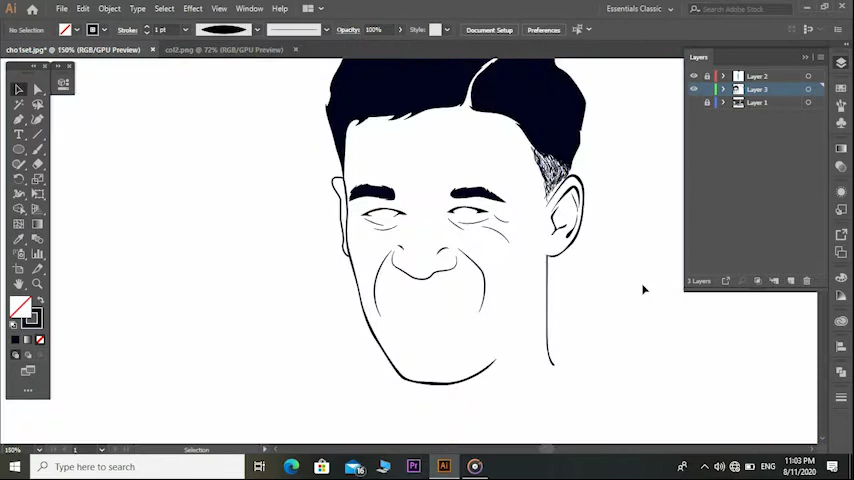 Ai
File Edit Object Type Select Effect View Window Help
Essentials Classic
Search Adobe Stock
No Selection
1 pt
Opacity: 100%
Style:
Document Setup
Preferences
cho1set.jpg* @ 150% (RGB/GPU Preview)
col2.png @ 72% (RGB/GPU Preview)
Layers
Layer 2
Layer 3
Layer 1
3 Layers
150%
1
Selection
Type here to search
16
Pr
Ai
ENG
11:03 PM
8/11/2020